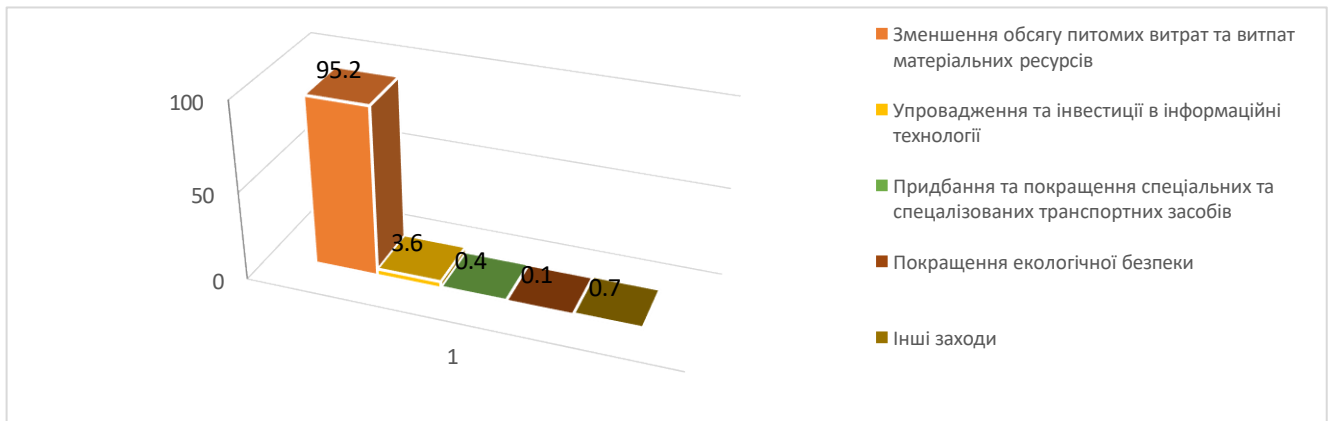 95.2
100
50
0
3.6
0.4
0.1
0.7
1
Зменшення обсягу питомих витрат та витпат
матеріальних ресурсів
Упровадження та інвестиції в інформаційні
технології
Придбання та покращення спеціальних та
спецалізованих транспортних засобів
Покращення екологічної безпеки
Інші заходи